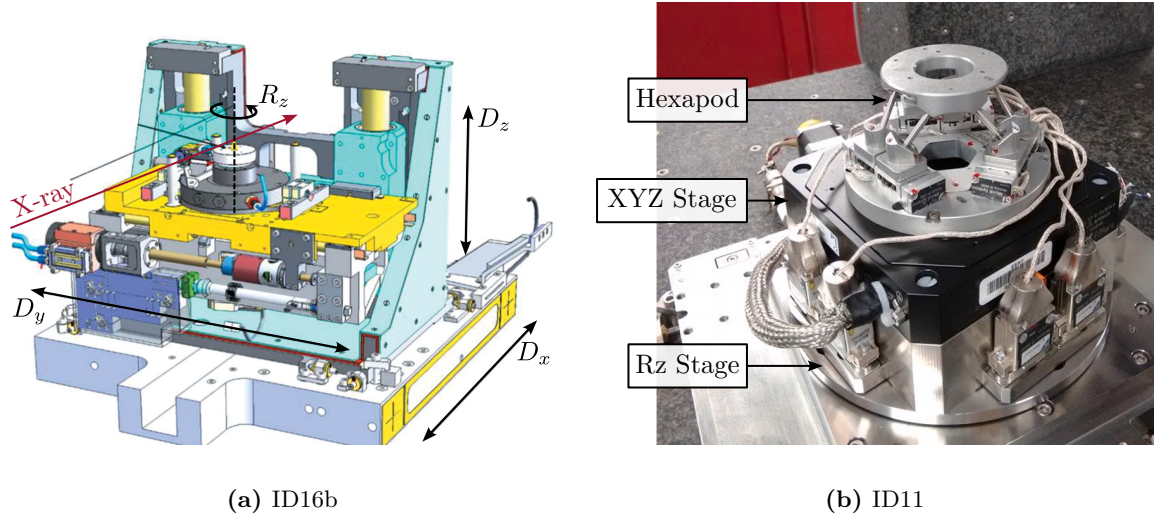 R_z
D_z
X-ray
D_y
D_x
Hexapod
XYZ Stage
Rz Stage
(a) ID16b
(b) ID11